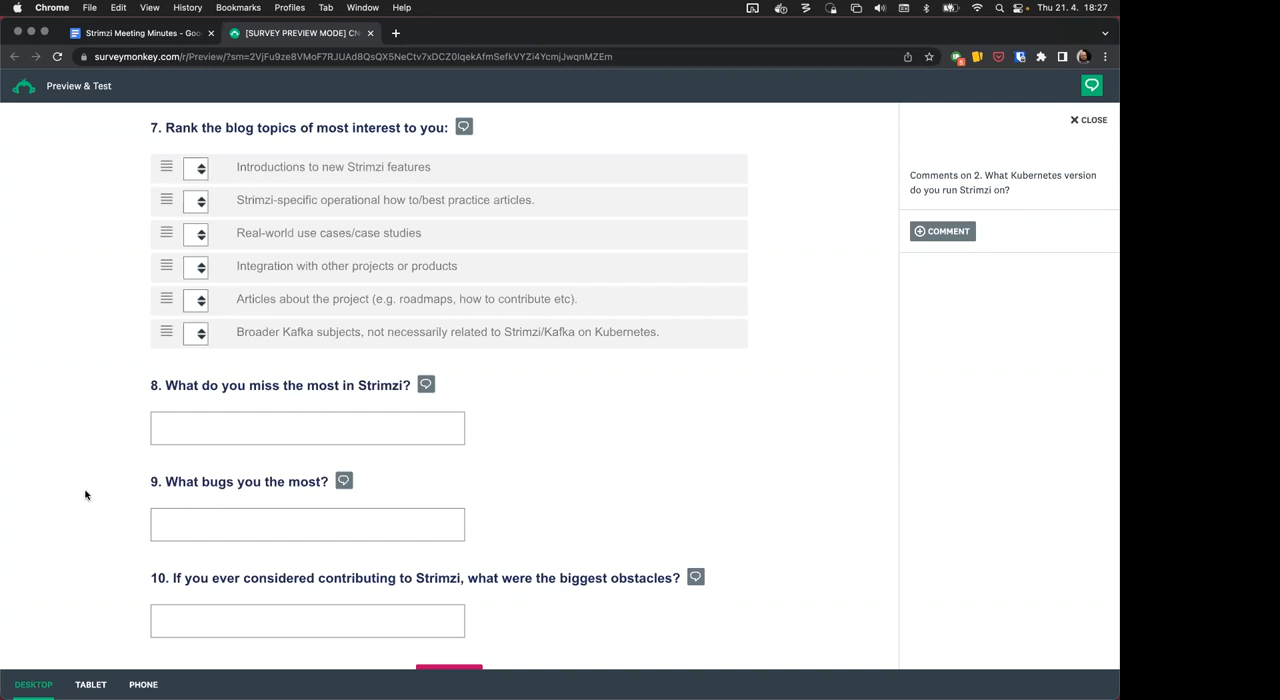 Chrome File Edit View History Bookmarks Profiles Tab Window Help Thu 21. 4. 18:27
Strimzi Meeting Minutes - Goo [SURVEY PREVIEW MODE] CN
Preview & Test
CLOSE
7. Rank the blog topics of most interest to you:
Introductions to new Strimzi features
Strimzi-specific operational how to/best practice articles.
Real-world use cases/case studies
Integration with other projects or products
Articles about the project (e.g. roadmaps, how to contribute etc).
Broader Kafka subjects, not necessarily related to Strimzi/Kafka on Kubernetes.
8. What do you miss the most in Strimzi?
9. What bugs you the most?
10. If you ever considered contributing to Strimzi, what were the biggest obstacles?
Comments on 2. What Kubernetes version
do you run Strimzi on?
COMMENT
DESKTOP TABLET PHONE